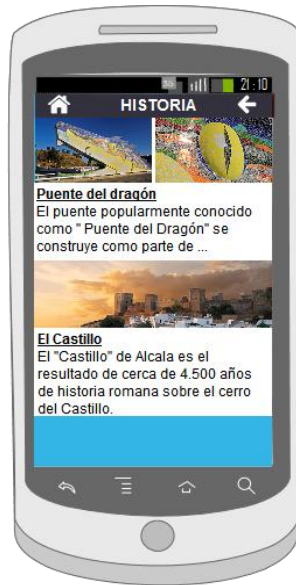 21:10
HISTORIA
Puente del dragón
El puente popularmente conocido
como " Puente del Dragón" se
construye como parte de ...
El Castillo
El "Castillo" de Alcala es el
resultado de cerca de 4.500 años
de historia romana sobre el cerro
del Castillo.